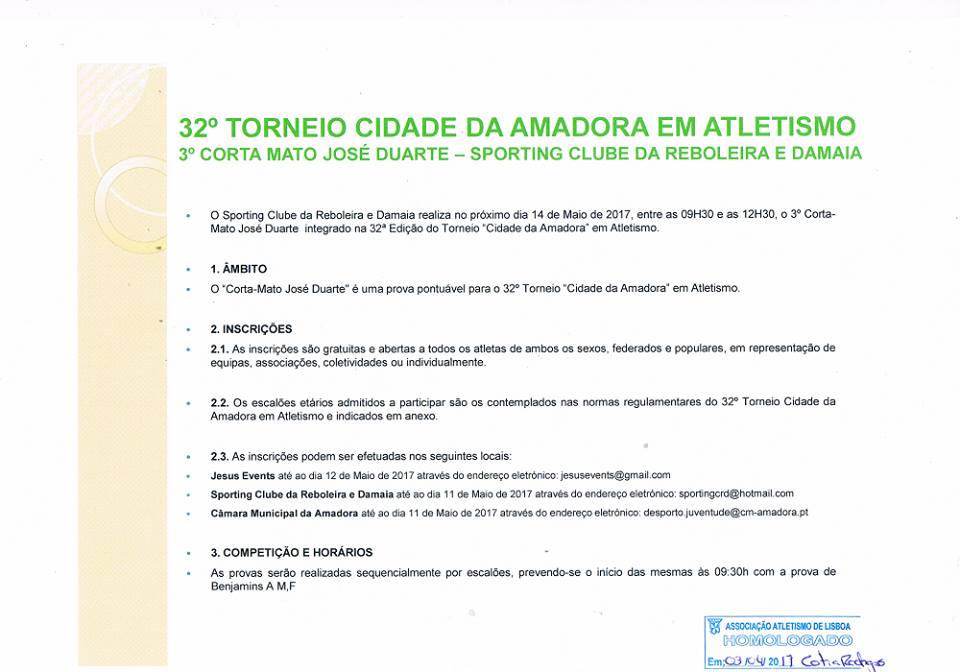 32º TORNEIO CIDADE DA AMADORA EM ATLETISMO
3º CORTA MATO JOSÉ DUARTE – SPORTING CLUBE DA REBOLEIRA E DAMAIA
• O Sporting Clube da Reboleira e Damaia realiza no próximo dia 14 de Maio de 2017, entre as 09H30 e as 12H30, o 3º Corta-
Mato José Duarte integrado na 32ª Edição do Torneio “Cidade da Amadora” em Atletismo.
• 1. ÂMBITO
• O “Corta-Mato José Duarte” é uma prova pontuável para o 32º Torneio “Cidade da Amadora” em Atletismo.
• 2. INSCRIÇÕES
• 2.1. As inscrições são gratuitas e abertas a todos os atletas de ambos os sexos, federados e populares, em representação de
equipas, associações, coletividades ou individualmente.
• 2.2. Os escalões etários admitidos a participar são os contemplados nas normas regulamentares do 32º Torneio Cidade da
Amadora em Atletismo e indicados em anexo.
• 2.3. As inscrições podem ser efetuadas nos seguintes locais:
• Jesus Events até ao dia 12 de Maio de 2017 através do endereço eletrónico: jesusevents@gmail.com
• Sporting Clube da Reboleira e Damaia até ao dia 11 de Maio de 2017 através do endereço eletrónico: sportingcrd@hotmail.com
• Câmara Municipal da Amadora até ao dia 11 de Maio de 2017 através do endereço eletrónico: desporto.juventude@cm-amadora.pt
• 3. COMPETIÇÃO E HORÁRIOS
• As provas serão realizadas sequencialmente por escalões, prevendo-se o início das mesmas às 09:30h com a prova de
Benjamins A M,F
ASSOCIAÇÃO ATLETISMO DE LISBOA
HOMOLOGADO
Em, 03/04/2017